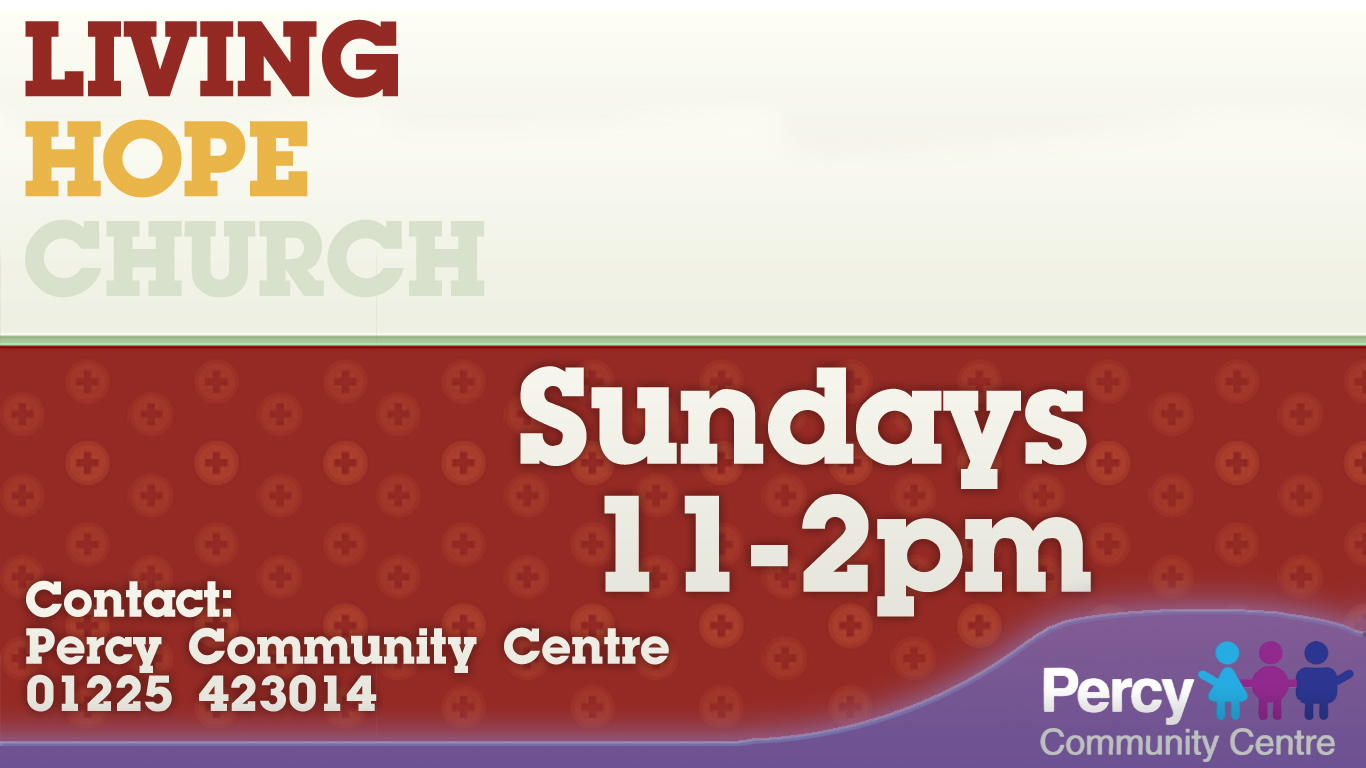 LIVING
HOPE
CHURCH
Sundays
11-2pm
Contact:
Percy Community Centre
01225 423014
Percy
Community Centre